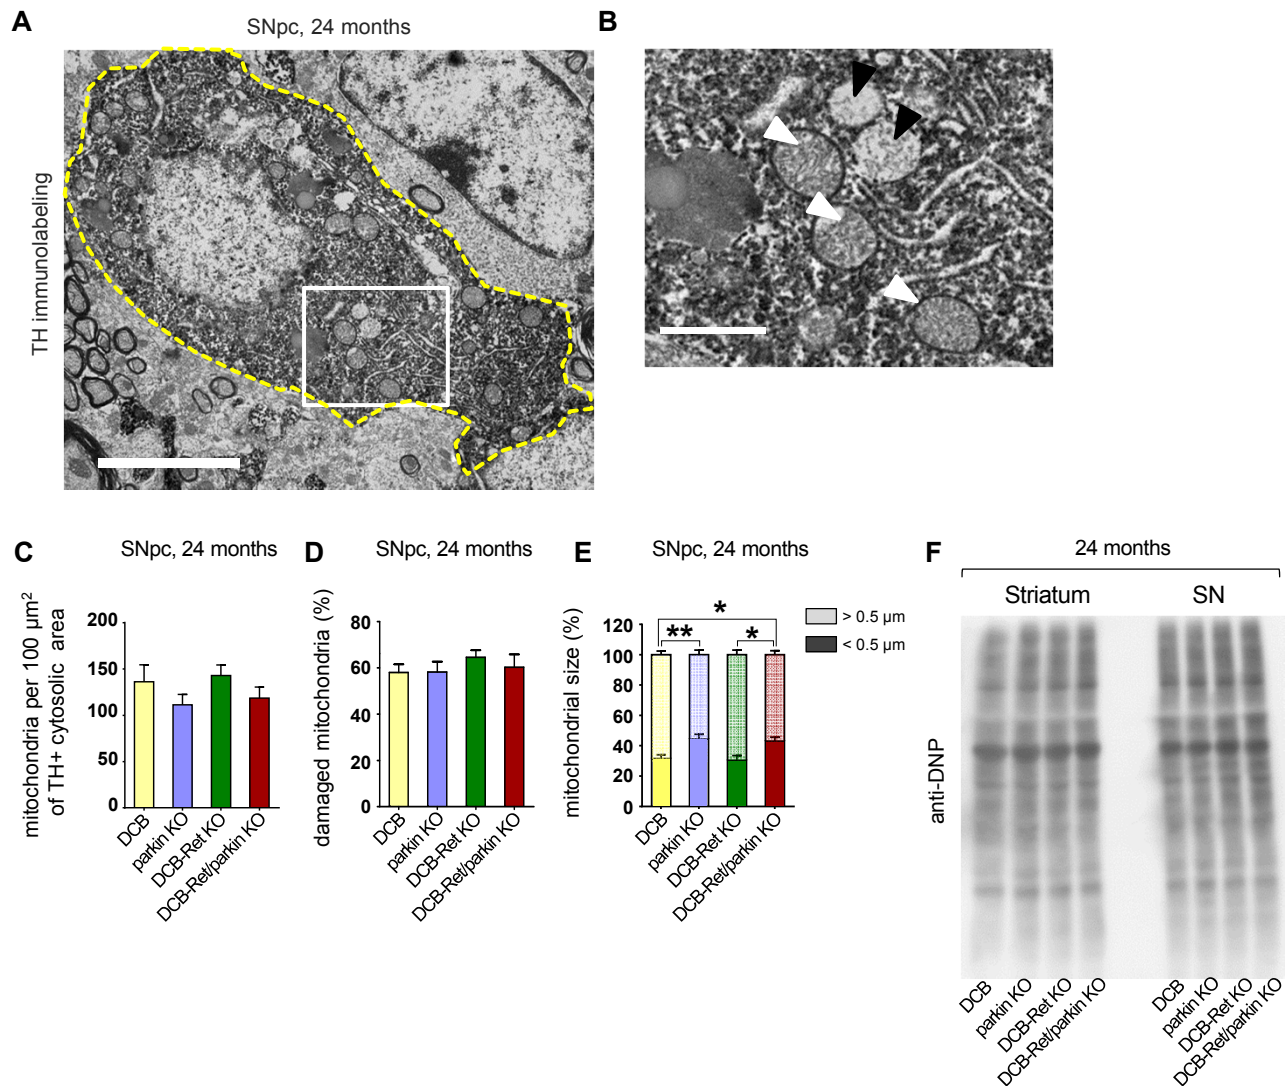 A
SNpc, 24 months
TH immunolabeling
B
C
SNpc, 24 months
mitochondria per 100 µm²
of TH+ cytosolic area
200
150
100
50
0
DCB
parkin KO
DCB-Ret KO
DCB-Ret/parkin KO
D
SNpc, 24 months
damaged mitochondria (%)
80
60
40
20
0
DCB
parkin KO
DCB-Ret KO
DCB-Ret/parkin KO
E
SNpc, 24 months
mitochondrial size (%)
120
100
80
60
40
20
0
*
**
*
> 0.5 µm
< 0.5 µm
DCB
parkin KO
DCB-Ret KO
DCB-Ret/parkin KO
F
24 months
Striatum
SN
anti-DNP
DCB
parkin KO
DCB-Ret KO
DCB-Ret/parkin KO
DCB
parkin KO
DCB-Ret KO
DCB-Ret/parkin KO